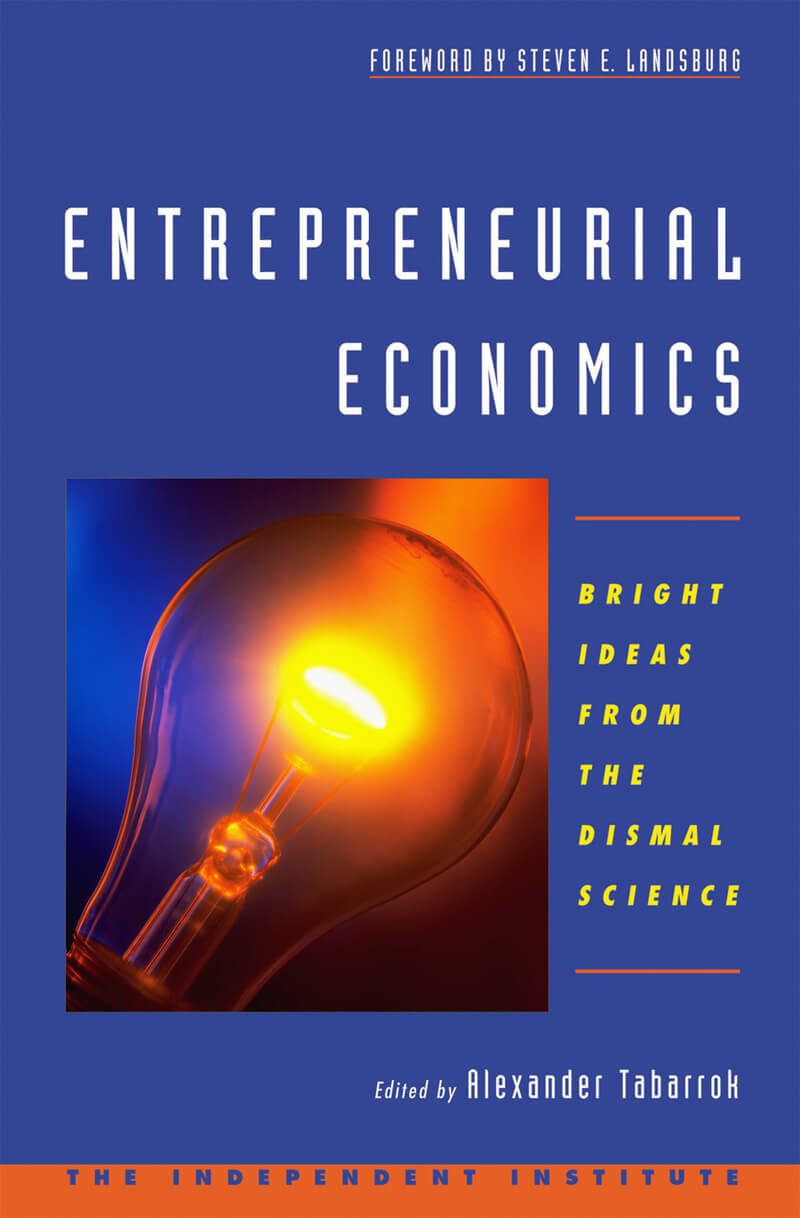 FOREWORD BY STEVEN E. LANDSBURG
ENTREPRENEURIAL
ECONOMICS
BRIGHT
IDEAS
FROM
THE
DISMAL
SCIENCE
Edited by Alexander Tabarrok
THE INDEPENDENT INSTITUTE